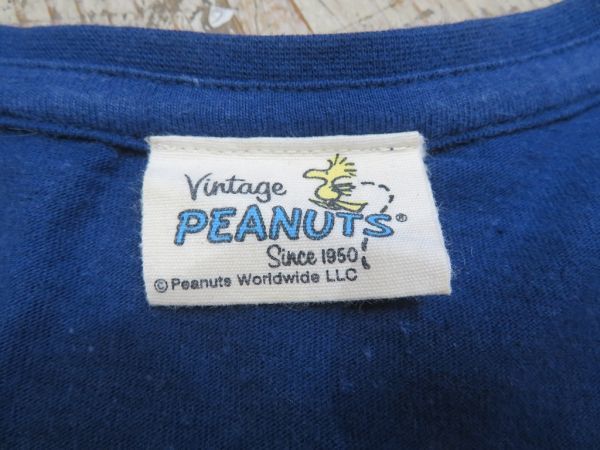 Vintage
PEANUTS®
Since 1950
© Peanuts Worldwide LLC